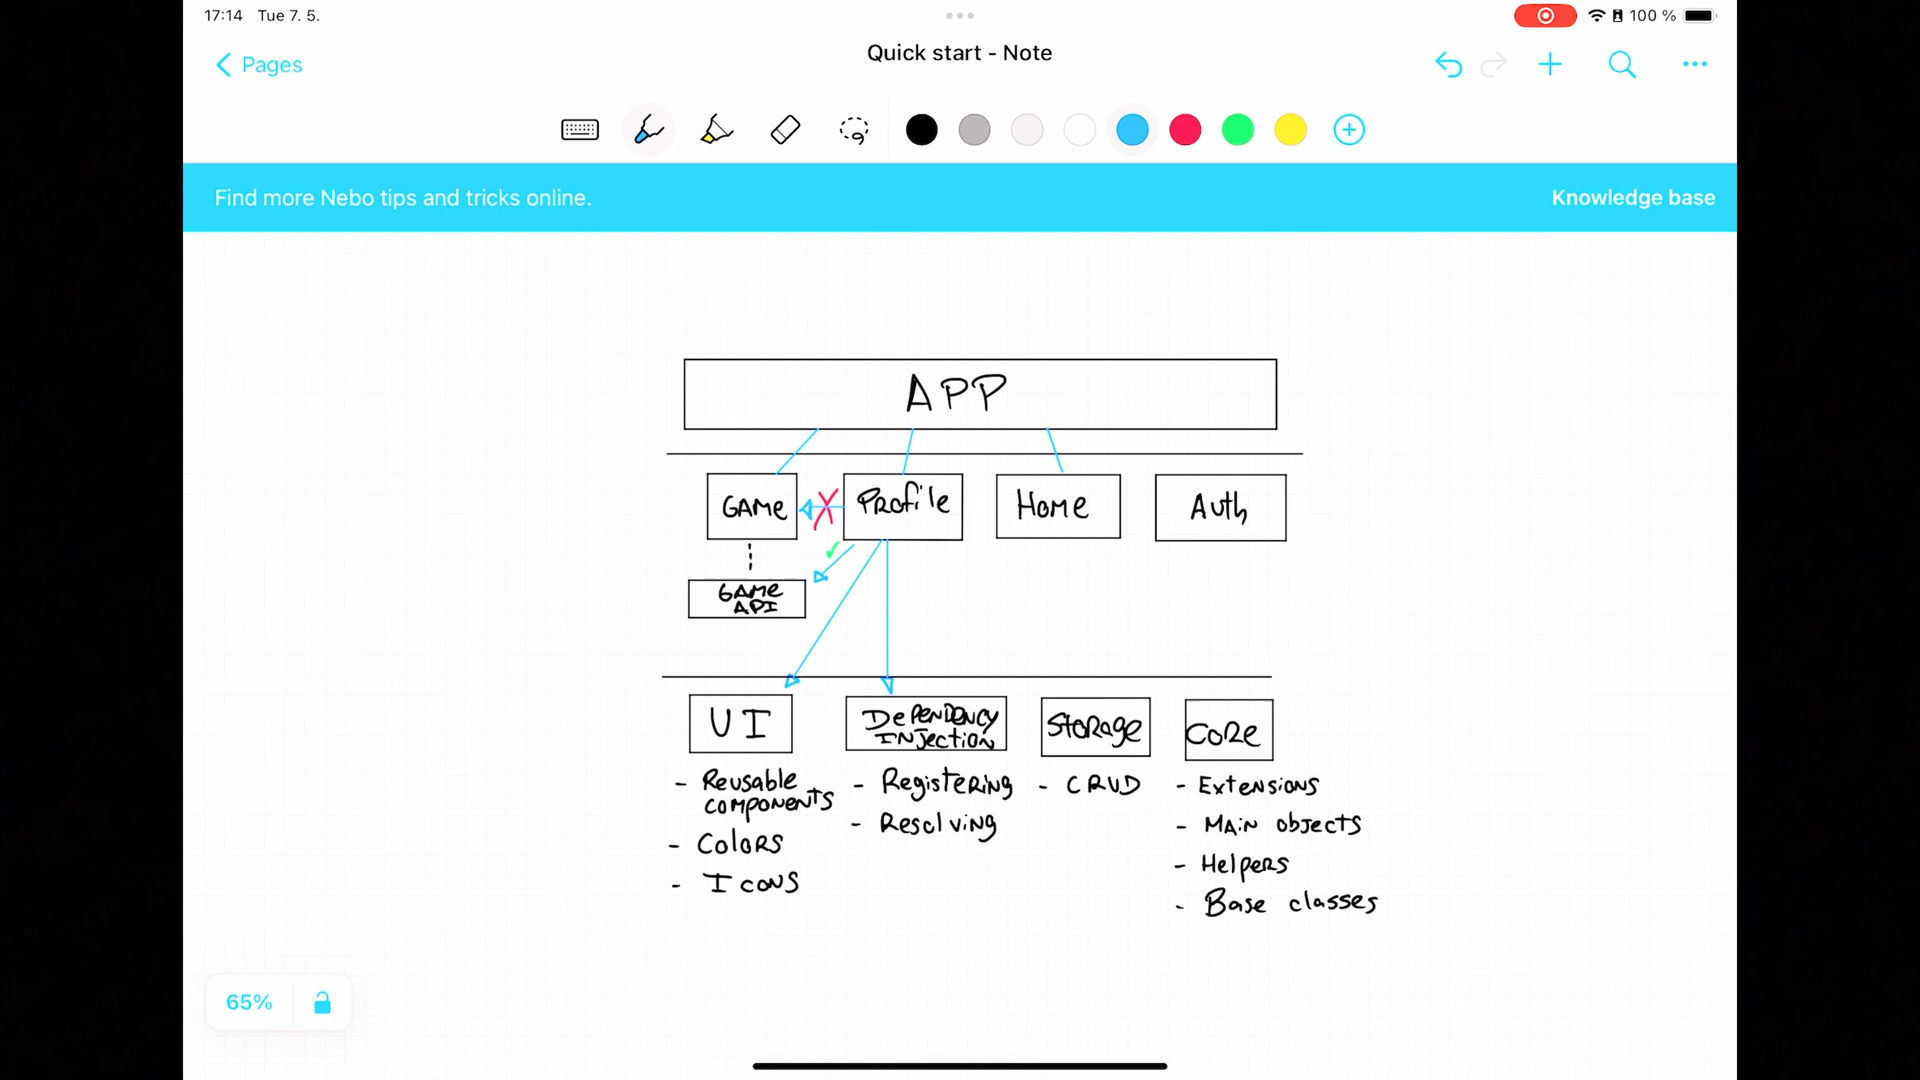 17:14 Tue 7. 5.
100 %
Pages
Quick start - Note
Find more Nebo tips and tricks online.
Knowledge base
APP
GAMe
Profile
Home
Auth
GAMe
API
UI
DePENDENCY
INJectioN
StoRage
CoRe
- Reusable
componeNtS
- ColoRS
- IcoNS
- RegisteRiNg
- ResolviNg
- CRUD
- ExteNsioNS
- MAiN objects
- HelpeRS
- Base classes
65%